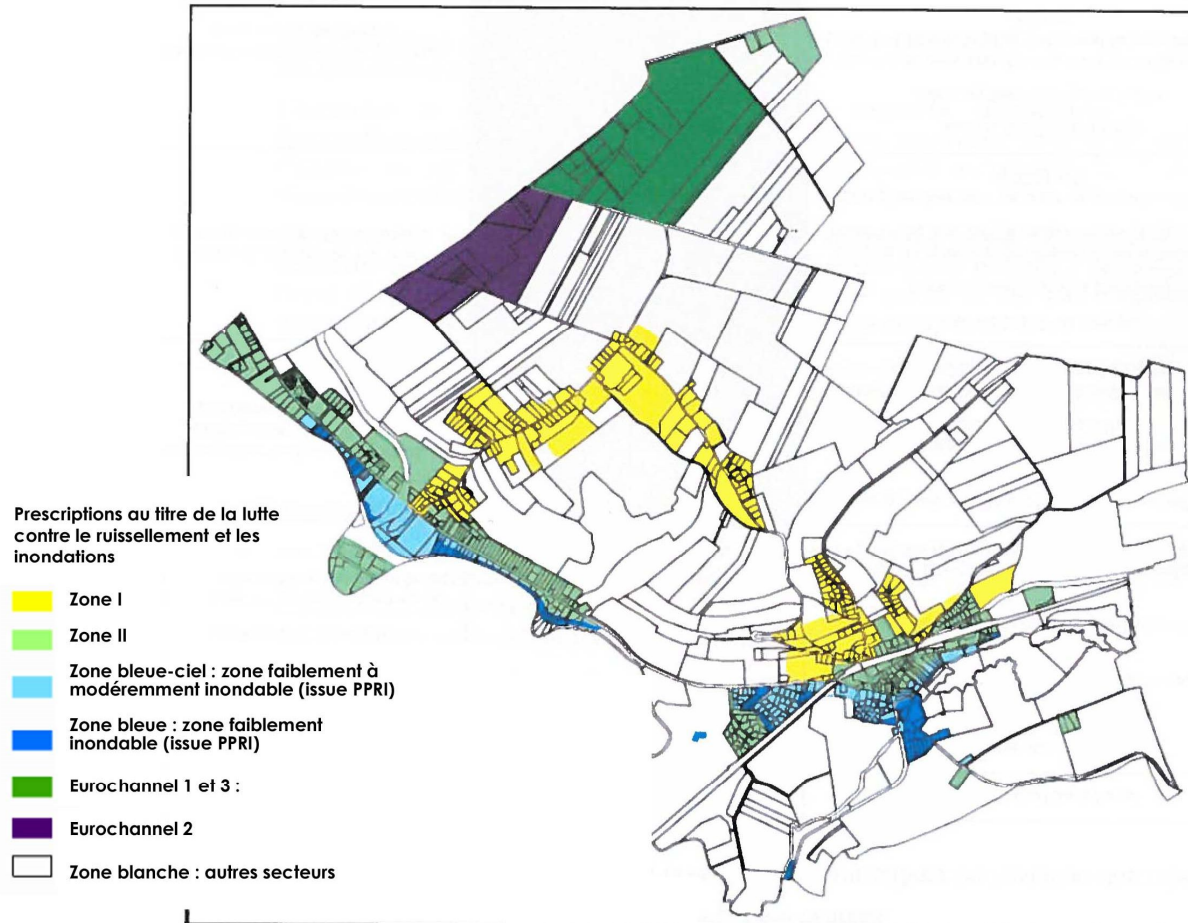 Prescriptions au titre de la lutte
contre le ruissellement et les
inondations
Zone I
Zone II
Zone bleue-ciel : zone faiblement à
modéremment inondable (issue PPRI)
Zone bleue : zone faiblement
inondable (issue PPRI)
Eurochannel 1 et 3 :
Eurochannel 2
Zone blanche : autres secteurs